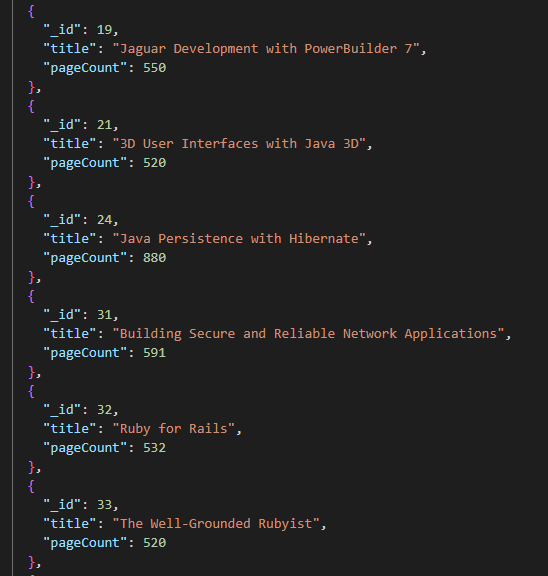 {
"_id": 19,
"title": "Jaguar Development with PowerBuilder 7",
"pageCount": 550
},
{
"_id": 21,
"title": "3D User Interfaces with Java 3D",
"pageCount": 520
},
{
"_id": 24,
"title": "Java Persistence with Hibernate",
"pageCount": 880
},
{
"_id": 31,
"title": "Building Secure and Reliable Network Applications",
"pageCount": 591
},
{
"_id": 32,
"title": "Ruby for Rails",
"pageCount": 532
},
{
"_id": 33,
"title": "The Well-Grounded Rubyist",
"pageCount": 520
},